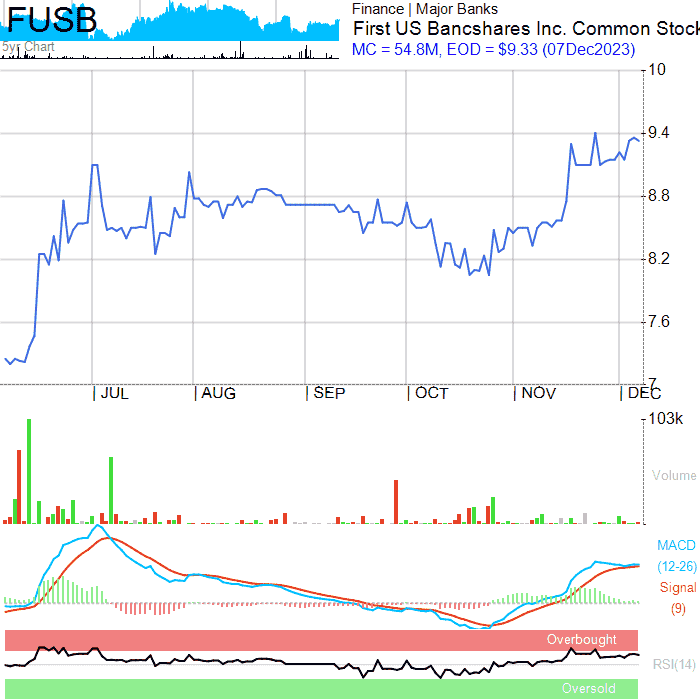 FUSB
5yr Chart
Finance | Major Banks
First US Bancshares Inc. Common Stock
MC = 54.8M, EOD = $9.33 (07Dec2023)
10
9.4
8.8
8.2
7.6
7
JUL
AUG
SEP
OCT
NOV
DEC
103k
Volume
MACD
(12-26)
Signal
(9)
Overbought
RSI(14)
Oversold